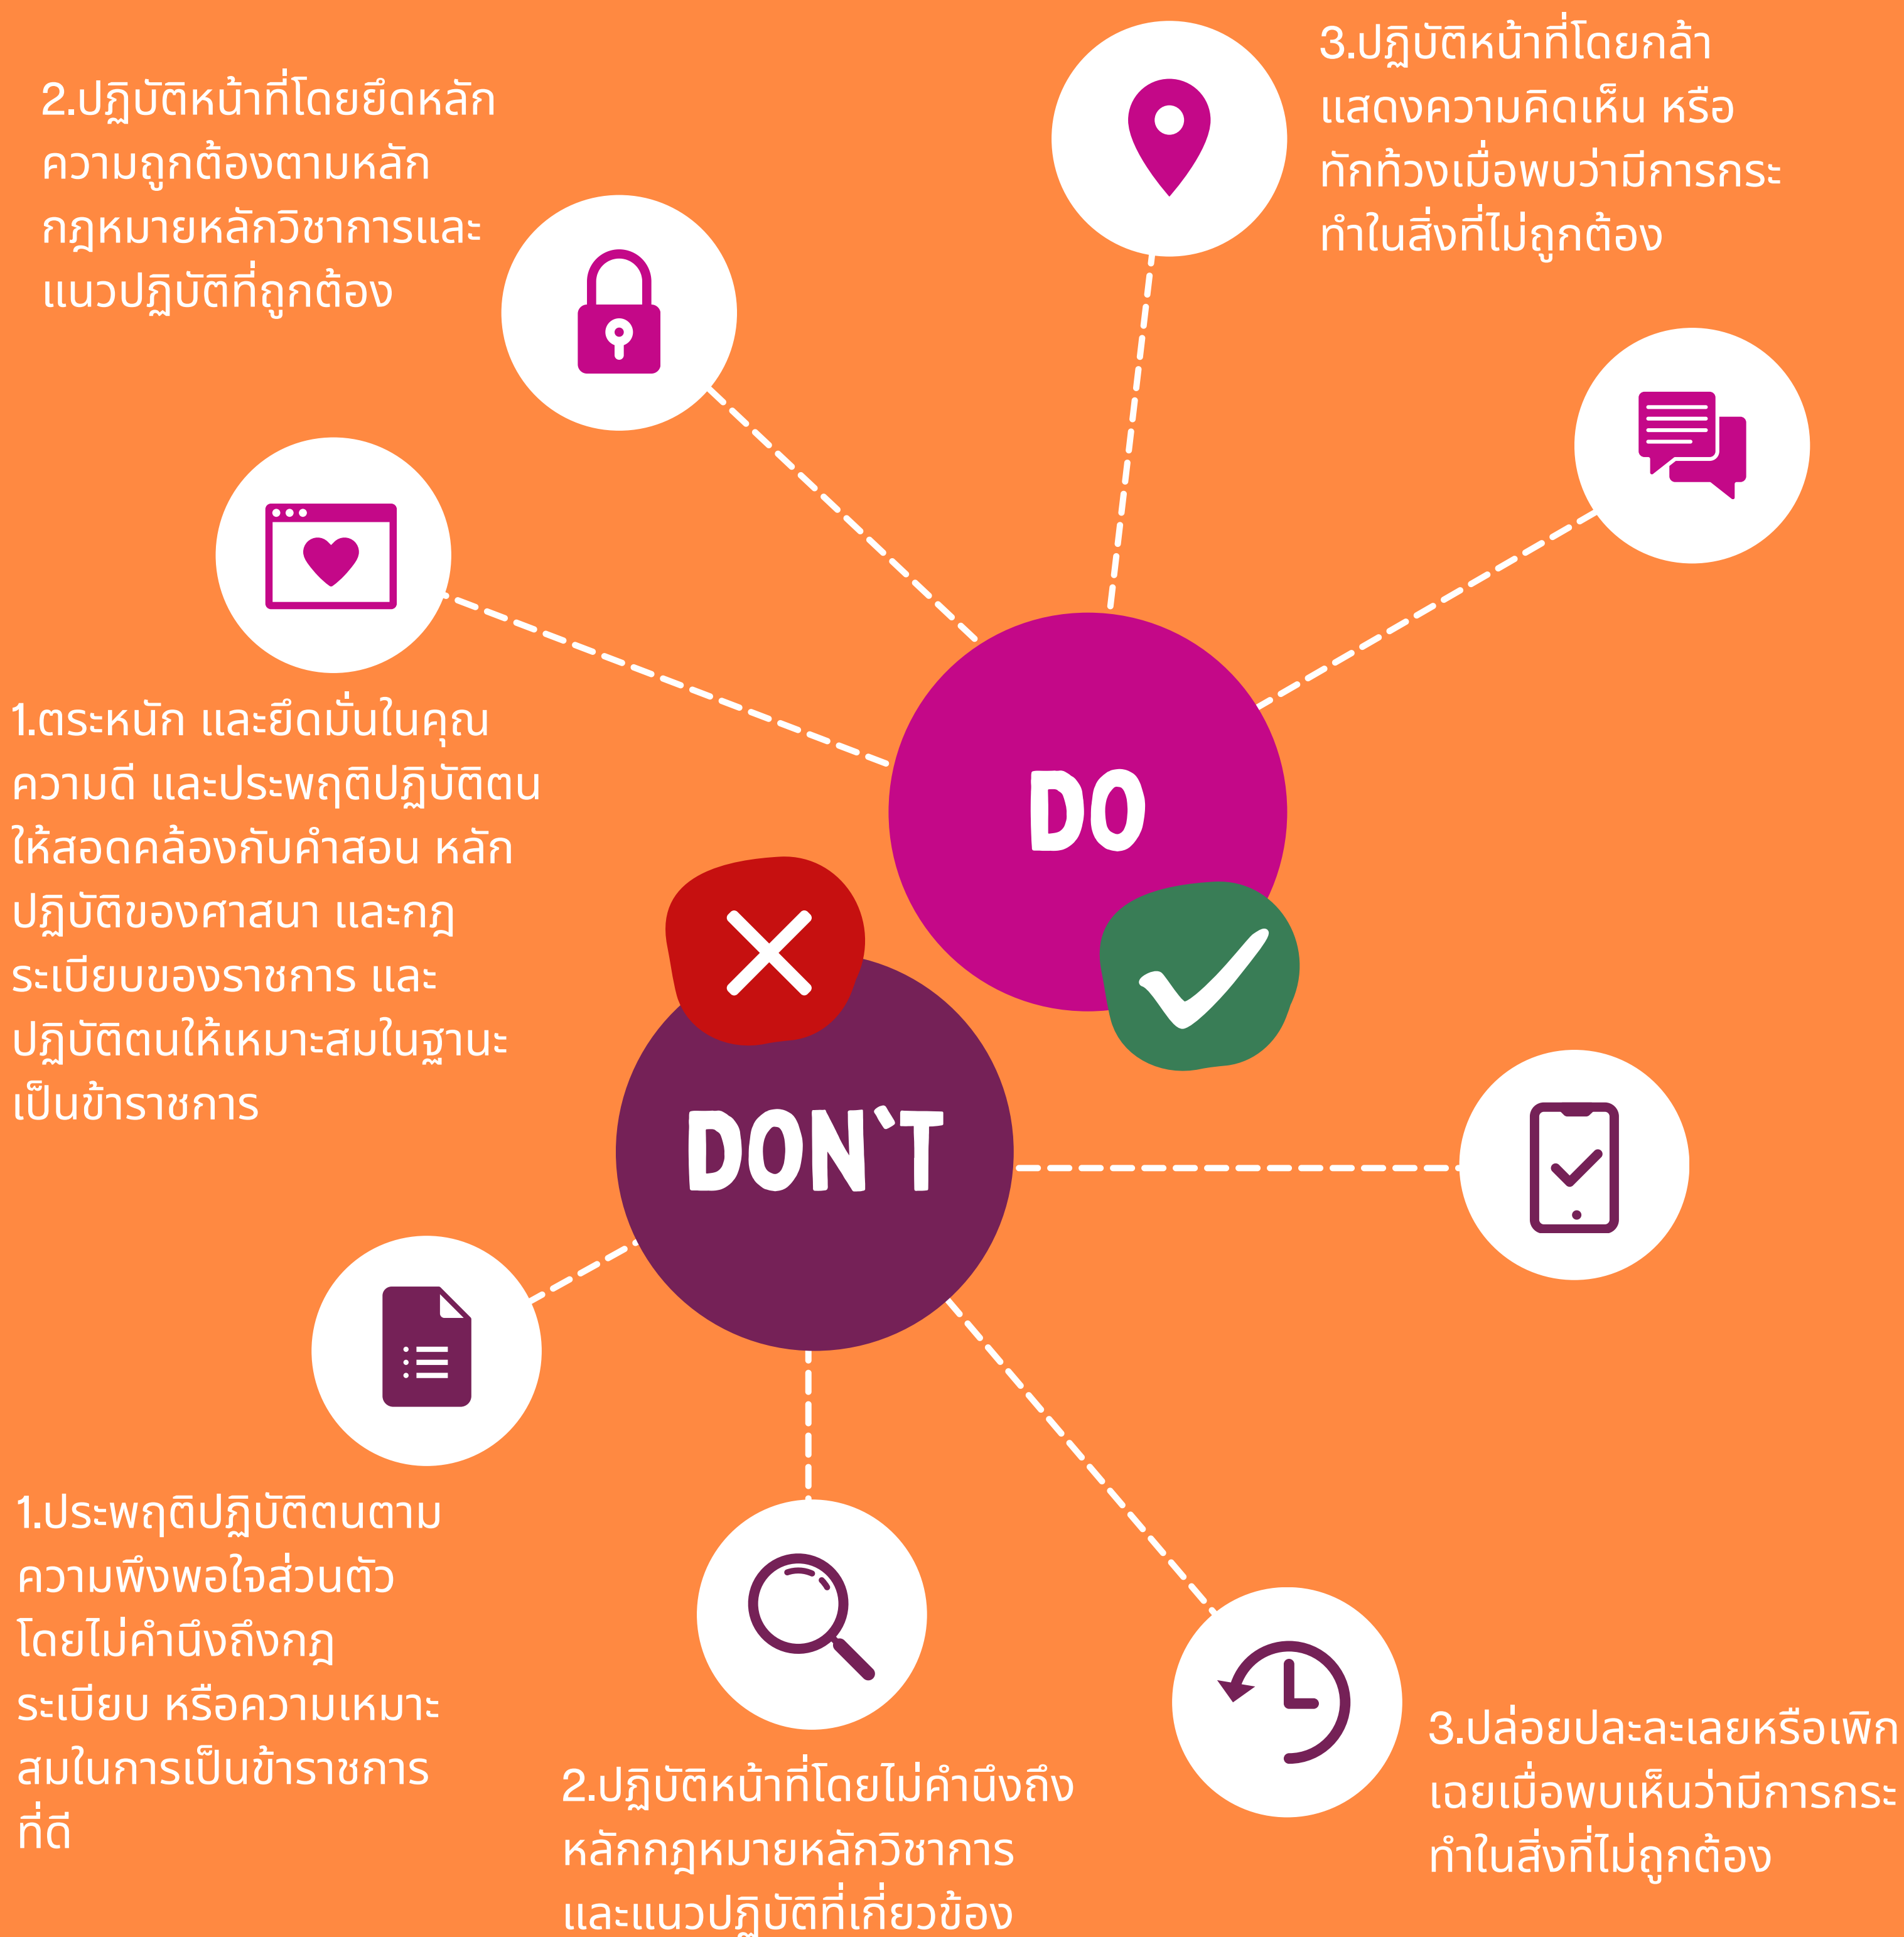 2.ปฏิบัติหน้าที่โดยยึดหลัก
ความถูกต้องตามหลัก
กฎหมายหลักวิชาการและ
แนวปฏิบัติที่ถูกต้อง
3.ปฏิบัติหน้าที่โดยกล้า
แสดงความคิดเห็น หรือ
ทักท้วงเมื่อพบว่ามีการกระ
ทำในสิ่งที่ไม่ถูกต้อง
1.ตระหนัก และยึดมั่นในคุณ
ความดี และประพฤติปฏิบัติตน
ให้สอดคล้องกับคำสอน หลัก
ปฏิบัติของศาสนา และกฎ
ระเบียบของราชการ และ
ปฏิบัติตนให้เหมาะสมในฐานะ
เป็นข้าราชการ
DO
DON'T
1.ประพฤติปฏิบัติตนตาม
ความพึงพอใจส่วนตัว
โดยไม่คำนึงถึงกฎ
ระเบียบ หรือความเหมาะ
สมในการเป็นข้าราชการ
ที่ดี
2.ปฏิบัติหน้าที่โดยไม่คำนึงถึง
หลักกฎหมายหลักวิชาการ
และแนวปฏิบัติที่เกี่ยวข้อง
3.ปล่อยปละละเลยหรือเพิก
เฉยเมื่อพบเห็นว่ามีการกระ
ทำในสิ่งที่ไม่ถูกต้อง